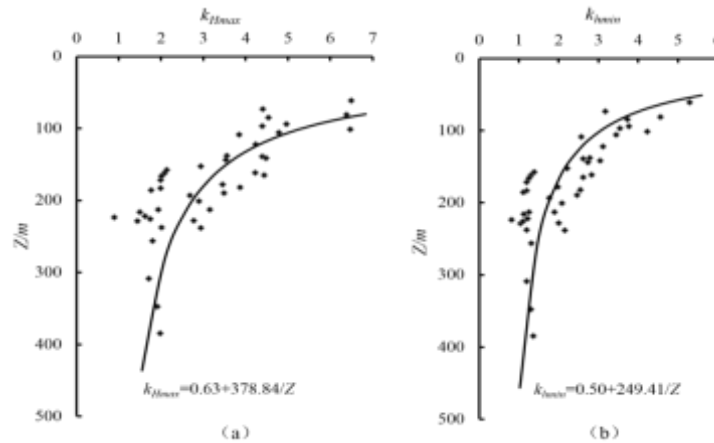 k_Hmax
0 1 2 3 4 5 6 7
0
100
200
300
400
500
Z/m
k_Hmax=0.63+378.84/Z
（a）
k_hmin
0 1 2 3 4 5 6
0
100
200
300
400
500
Z/m
k_hmin=0.50+249.41/Z
（b）